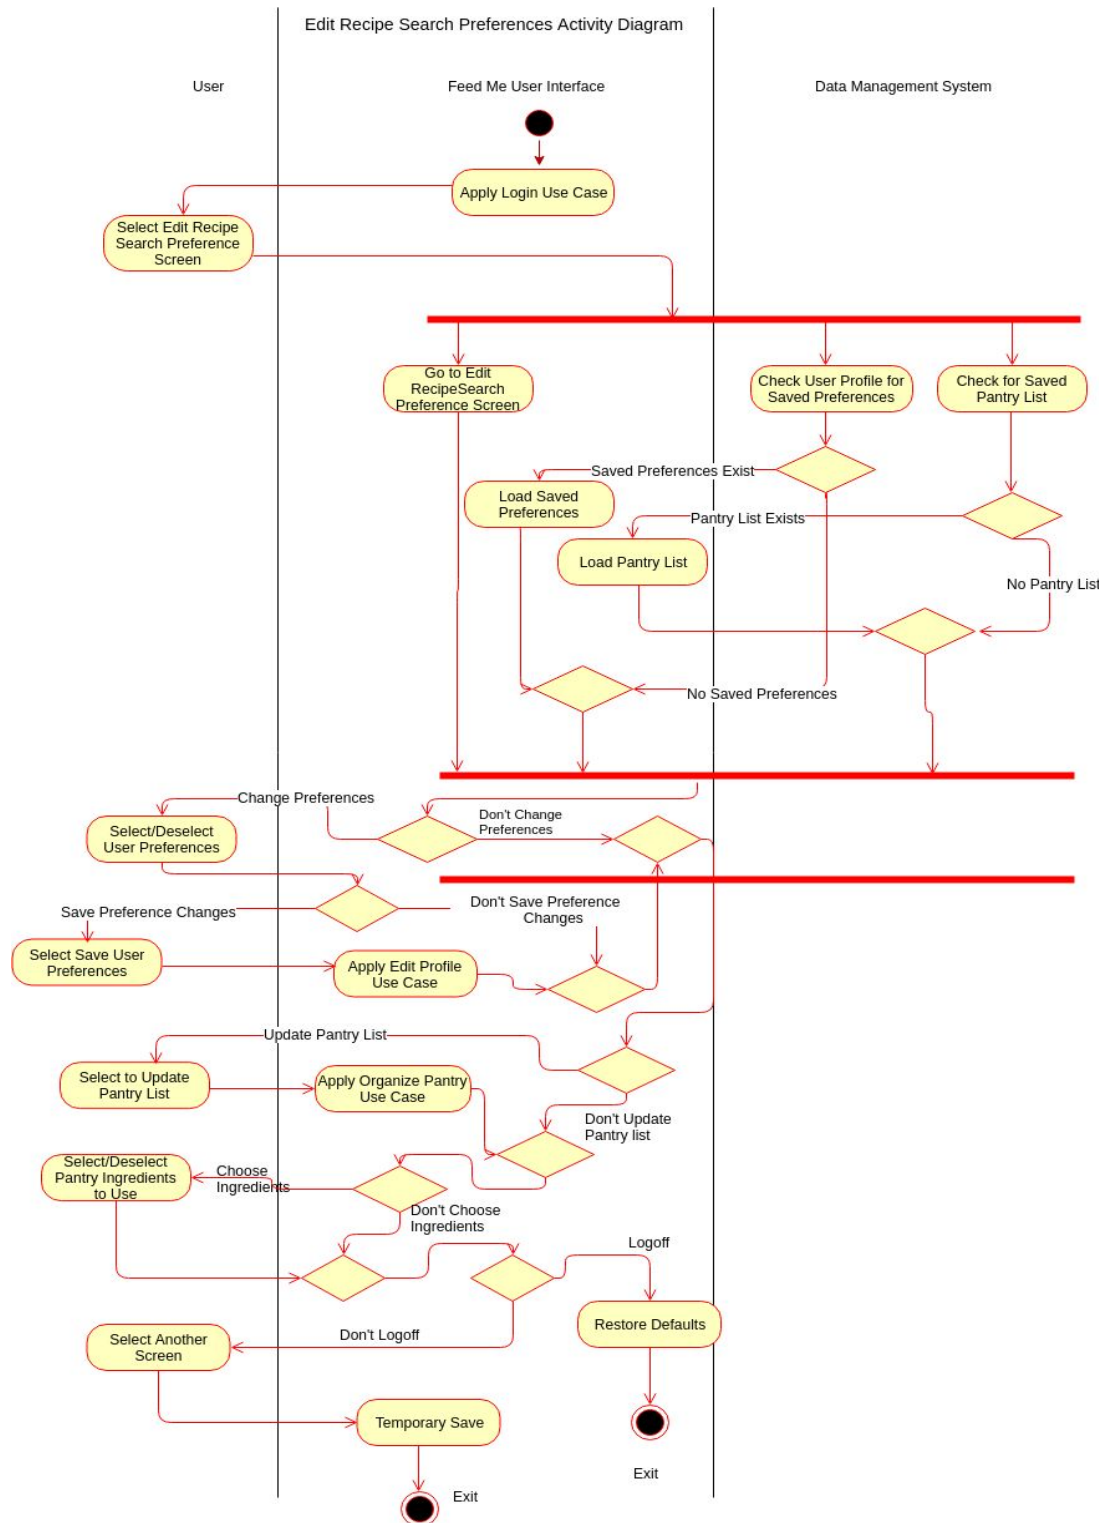 Edit Recipe Search Preferences Activity Diagram
User
Feed Me User Interface
Data Management System
Apply Login Use Case
Select Edit Recipe
Search Preference
Screen
Go to Edit
RecipeSearch
Preference Screen
Check User Profile for
Saved Preferences
Check for Saved
Pantry List
Saved Preferences Exist
Load Saved
Preferences
Pantry List Exists
Load Pantry List
No Pantry List
No Saved Preferences
Change Preferences
Don't Change
Preferences
Select/Deselect
User Preferences
Save Preference Changes
Don't Save Preference
Changes
Select Save User
Preferences
Apply Edit Profile
Use Case
Update Pantry List
Select to Update
Pantry List
Apply Organize Pantry
Use Case
Don't Update
Pantry list
Select/Deselect
Pantry Ingredients
to Use
Choose
Ingredients
Don't Choose
Ingredients
Logoff
Restore Defaults
Don't Logoff
Select Another
Screen
Temporary Save
Exit
Exit